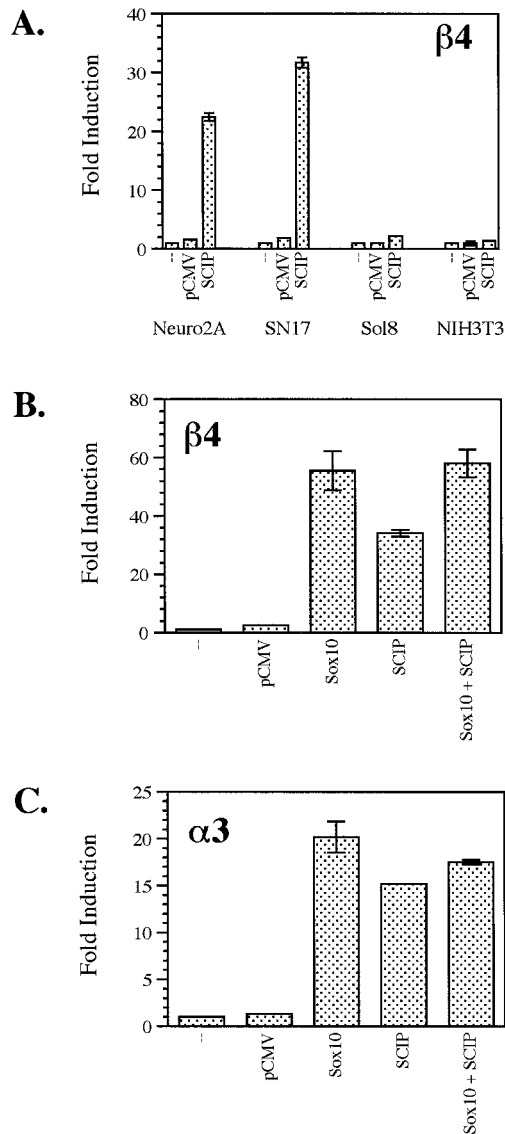 A.
β4
Fold Induction
40
30
20
10
0
--
pCMV
SCIP
--
pCMV
SCIP
--
pCMV
SCIP
--
pCMV
SCIP
Neuro2A SN17 Sol8 NIH3T3
B.
β4
Fold Induction
80
60
40
20
0
--
pCMV
Sox10
SCIP
Sox10 + SCIP
C.
α3
Fold Induction
25
20
15
10
5
0
--
pCMV
Sox10
SCIP
Sox10 + SCIP